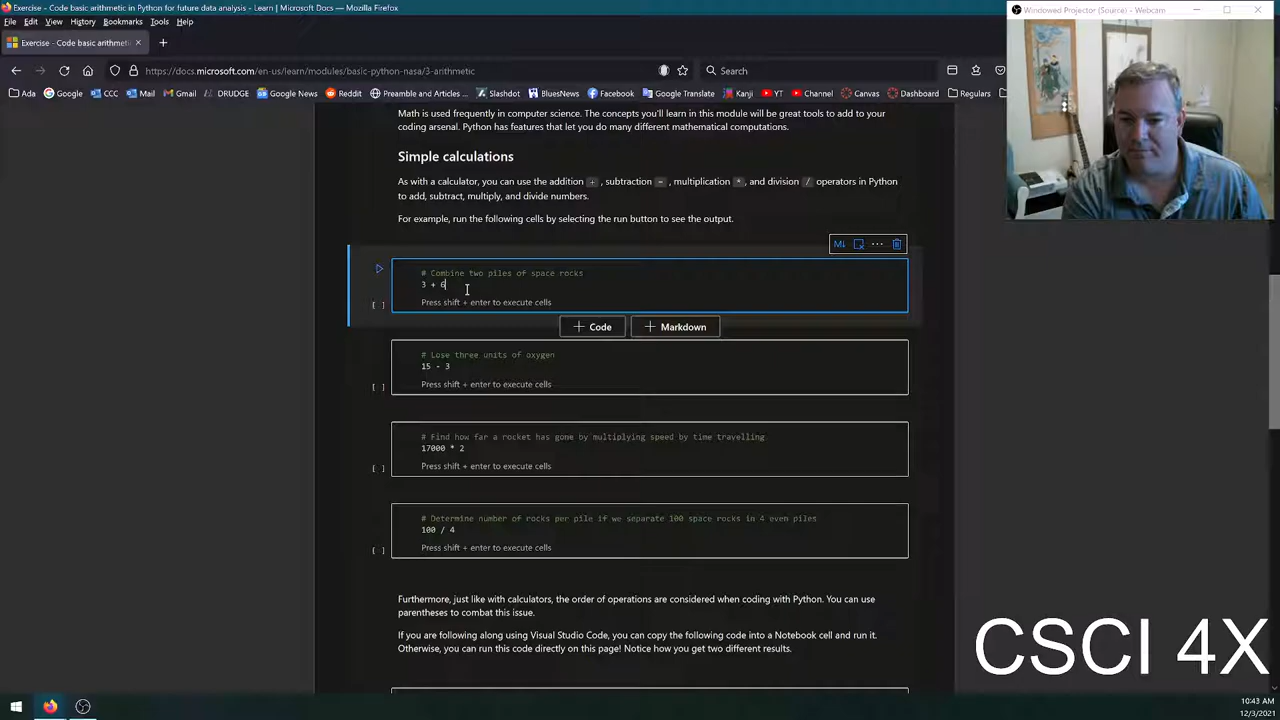 Exercise - Code basic arithmetic in Python for future data analysis - Learn | Microsoft Docs — Mozilla Firefox
File Edit View History Bookmarks Tools Help
Windowed Projector (Source) - Webcam
Exercise - Code basic arithmeti
https://docs.microsoft.com/en-us/learn/modules/basic-python-nasa/3-arithmetic
Search
Ada Google CCC Mail Gmail DRUDGE Google News Reddit Preamble and Articles ... Slashdot BluesNews Facebook Google Translate Kanji YT Canvas Dashboard Regulars
Math is used frequently in computer science. The concepts you'll learn in this module will be great tools to add to your
coding arsenal. Python has features that let you do many different mathematical computations.
Simple calculations
As with a calculator, you can use the addition + , subtraction - , multiplication * , and division / operators in Python
to add, subtract, multiply, and divide numbers.
For example, run the following cells by selecting the run button to see the output.
M↓
# Combine two piles of space rocks
3 + 6
Press shift + enter to execute cells
[ ]
+ Code + Markdown
# Lose three units of oxygen
15 - 3
Press shift + enter to execute cells
[ ]
# Find how far a rocket has gone by multiplying speed by time travelling
17000 * 2
Press shift + enter to execute cells
[ ]
# Determine number of rocks per pile if we separate 100 space rocks in 4 even piles
100 / 4
Press shift + enter to execute cells
[ ]
Furthermore, just like with calculators, the order of operations are considered when coding with Python. You can use
parentheses to combat this issue.
If you are following along using Visual Studio Code, you can copy the following code into a Notebook cell and run it.
Otherwise, you can run this code directly on this page! Notice how you get two different results.
CSCI 4X
10:43 AM
12/3/2021